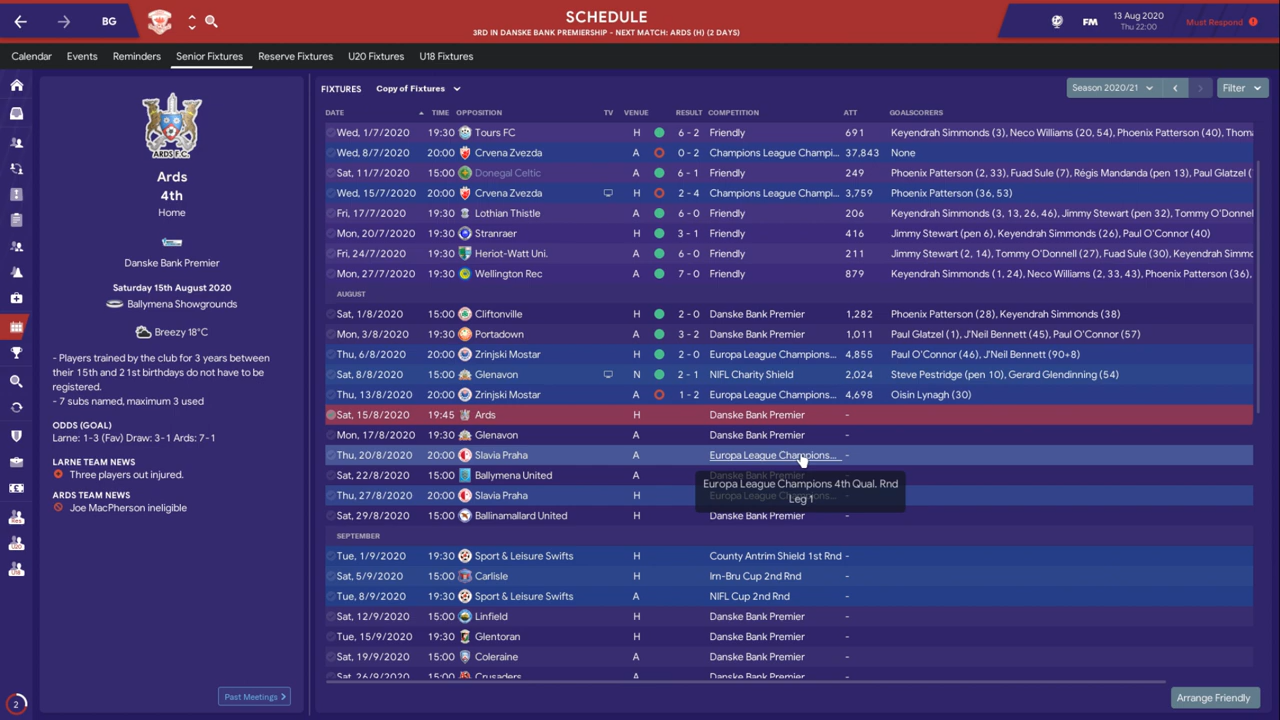 BG
SCHEDULE
3RD IN DANSKE BANK PREMIERSHIP - NEXT MATCH: ARDS (H) (2 DAYS)
FM
13 Aug 2020
Thu 22:00
Must Respond
Calendar Events Reminders Senior Fixtures Reserve Fixtures U20 Fixtures U18 Fixtures
ARDS F.C.
Ards
4th
Home
Danske Bank Premier
Saturday 15th August 2020
Ballymena Showgrounds
Breezy 18°C
- Players trained by the club for 3 years between
their 15th and 21st birthdays do not have to be
registered.
- 7 subs named, maximum 3 used
ODDS (GOAL)
Larne: 1-3 (Fav) Draw: 3-1 Ards: 7-1
LARNE TEAM NEWS
Three players out injured.
ARDS TEAM NEWS
Joe MacPherson ineligible
Past Meetings >
2
FIXTURES Copy of Fixtures
Season 2020/21 < > Filter
DATE TIME OPPOSITION TV VENUE RESULT COMPETITION ATT GOALSCORERS
Wed, 1/7/2020 19:30 Tours FC H 6 - 2 Friendly 691 Keyendrah Simmonds (3), Neco Williams (20, 54), Phoenix Patterson (40), Thoma
Wed, 8/7/2020 20:00 Crvena Zvezda A 0 - 2 Champions League Champi... 37,843 None
Sat, 11/7/2020 15:00 Donegal Celtic A 6 - 1 Friendly 249 Phoenix Patterson (2, 33), Fuad Sule (7), Régis Mandanda (pen 13), Paul Glatzel (
Wed, 15/7/2020 20:00 Crvena Zvezda H 2 - 4 Champions League Champi... 3,759 Phoenix Patterson (36, 53)
Fri, 17/7/2020 19:30 Lothian Thistle A 6 - 0 Friendly 206 Keyendrah Simmonds (3, 13, 26, 46), Jimmy Stewart (pen 32), Tommy O'Donnel
Mon, 20/7/2020 19:30 Stranraer A 3 - 1 Friendly 416 Jimmy Stewart (pen 6), Keyendrah Simmonds (26), Paul O'Connor (40)
Fri, 24/7/2020 19:30 Heriot-Watt Uni. A 6 - 0 Friendly 211 Jimmy Stewart (2, 14), Tommy O'Donnell (27), Fuad Sule (30), Keyendrah Simmo
Mon, 27/7/2020 19:30 Wellington Rec A 7 - 0 Friendly 879 Keyendrah Simmonds (1, 24), Neco Williams (2, 33, 43), Phoenix Patterson (36),
AUGUST
Sat, 1/8/2020 15:00 Cliftonville H 2 - 0 Danske Bank Premier 1,282 Phoenix Patterson (28), Keyendrah Simmonds (38)
Mon, 3/8/2020 19:30 Portadown A 3 - 2 Danske Bank Premier 1,011 Paul Glatzel (1), J'Neil Bennett (45), Paul O'Connor (57)
Thu, 6/8/2020 20:00 Zrinjski Mostar H 2 - 0 Europa League Champions... 4,855 Paul O'Connor (46), J'Neil Bennett (90+8)
Sat, 8/8/2020 15:00 Glenavon N 2 - 1 NIFL Charity Shield 2,024 Steve Pestridge (pen 10), Gerard Glendinning (54)
Thu, 13/8/2020 20:00 Zrinjski Mostar A 1 - 2 Europa League Champions... 4,698 Oisin Lynagh (30)
Sat, 15/8/2020 19:45 Ards H Danske Bank Premier -
Mon, 17/8/2020 19:30 Glenavon A Danske Bank Premier -
Thu, 20/8/2020 20:00 Slavia Praha A Europa League Champions... -
Sat, 22/8/2020 15:00 Ballymena United A Danske Bank Premier -
Europa League Champions 4th Qual. Rnd
Leg 1
Thu, 27/8/2020 20:00 Slavia Praha H Europa League Champions... -
Sat, 29/8/2020 15:00 Ballinamallard United H Danske Bank Premier -
SEPTEMBER
Tue, 1/9/2020 19:30 Sport & Leisure Swifts H County Antrim Shield 1st Rnd -
Sat, 5/9/2020 15:00 Carlisle H Irn-Bru Cup 2nd Rnd -
Tue, 8/9/2020 19:30 Sport & Leisure Swifts A NIFL Cup 2nd Rnd -
Sat, 12/9/2020 15:00 Linfield H Danske Bank Premier -
Tue, 15/9/2020 19:30 Glentoran H Danske Bank Premier -
Sat, 19/9/2020 15:00 Coleraine A Danske Bank Premier -
Sat, 26/9/2020 15:00 Crusaders A Danske Bank Premier -
Arrange Friendly